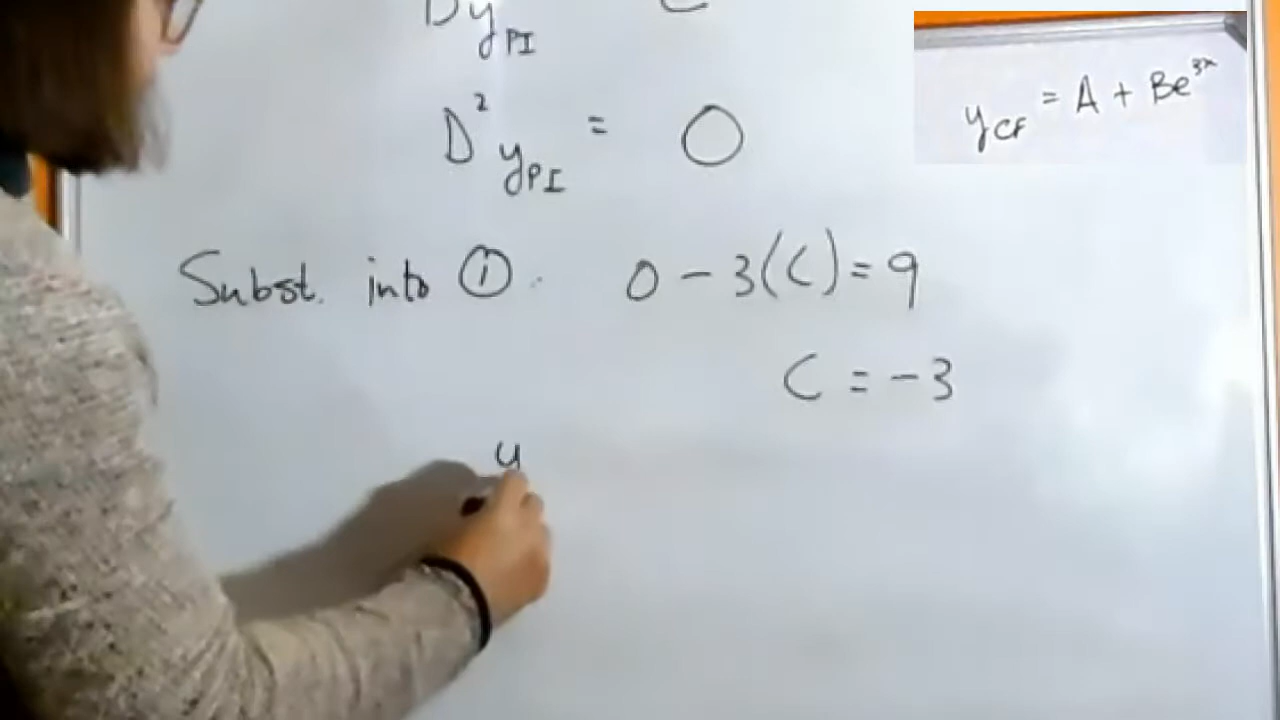 Dy_PI C
D²y_PI = 0
y_CF = A + Be^3x
Subst. into ①. 0 - 3(C) = 9
C = -3
y